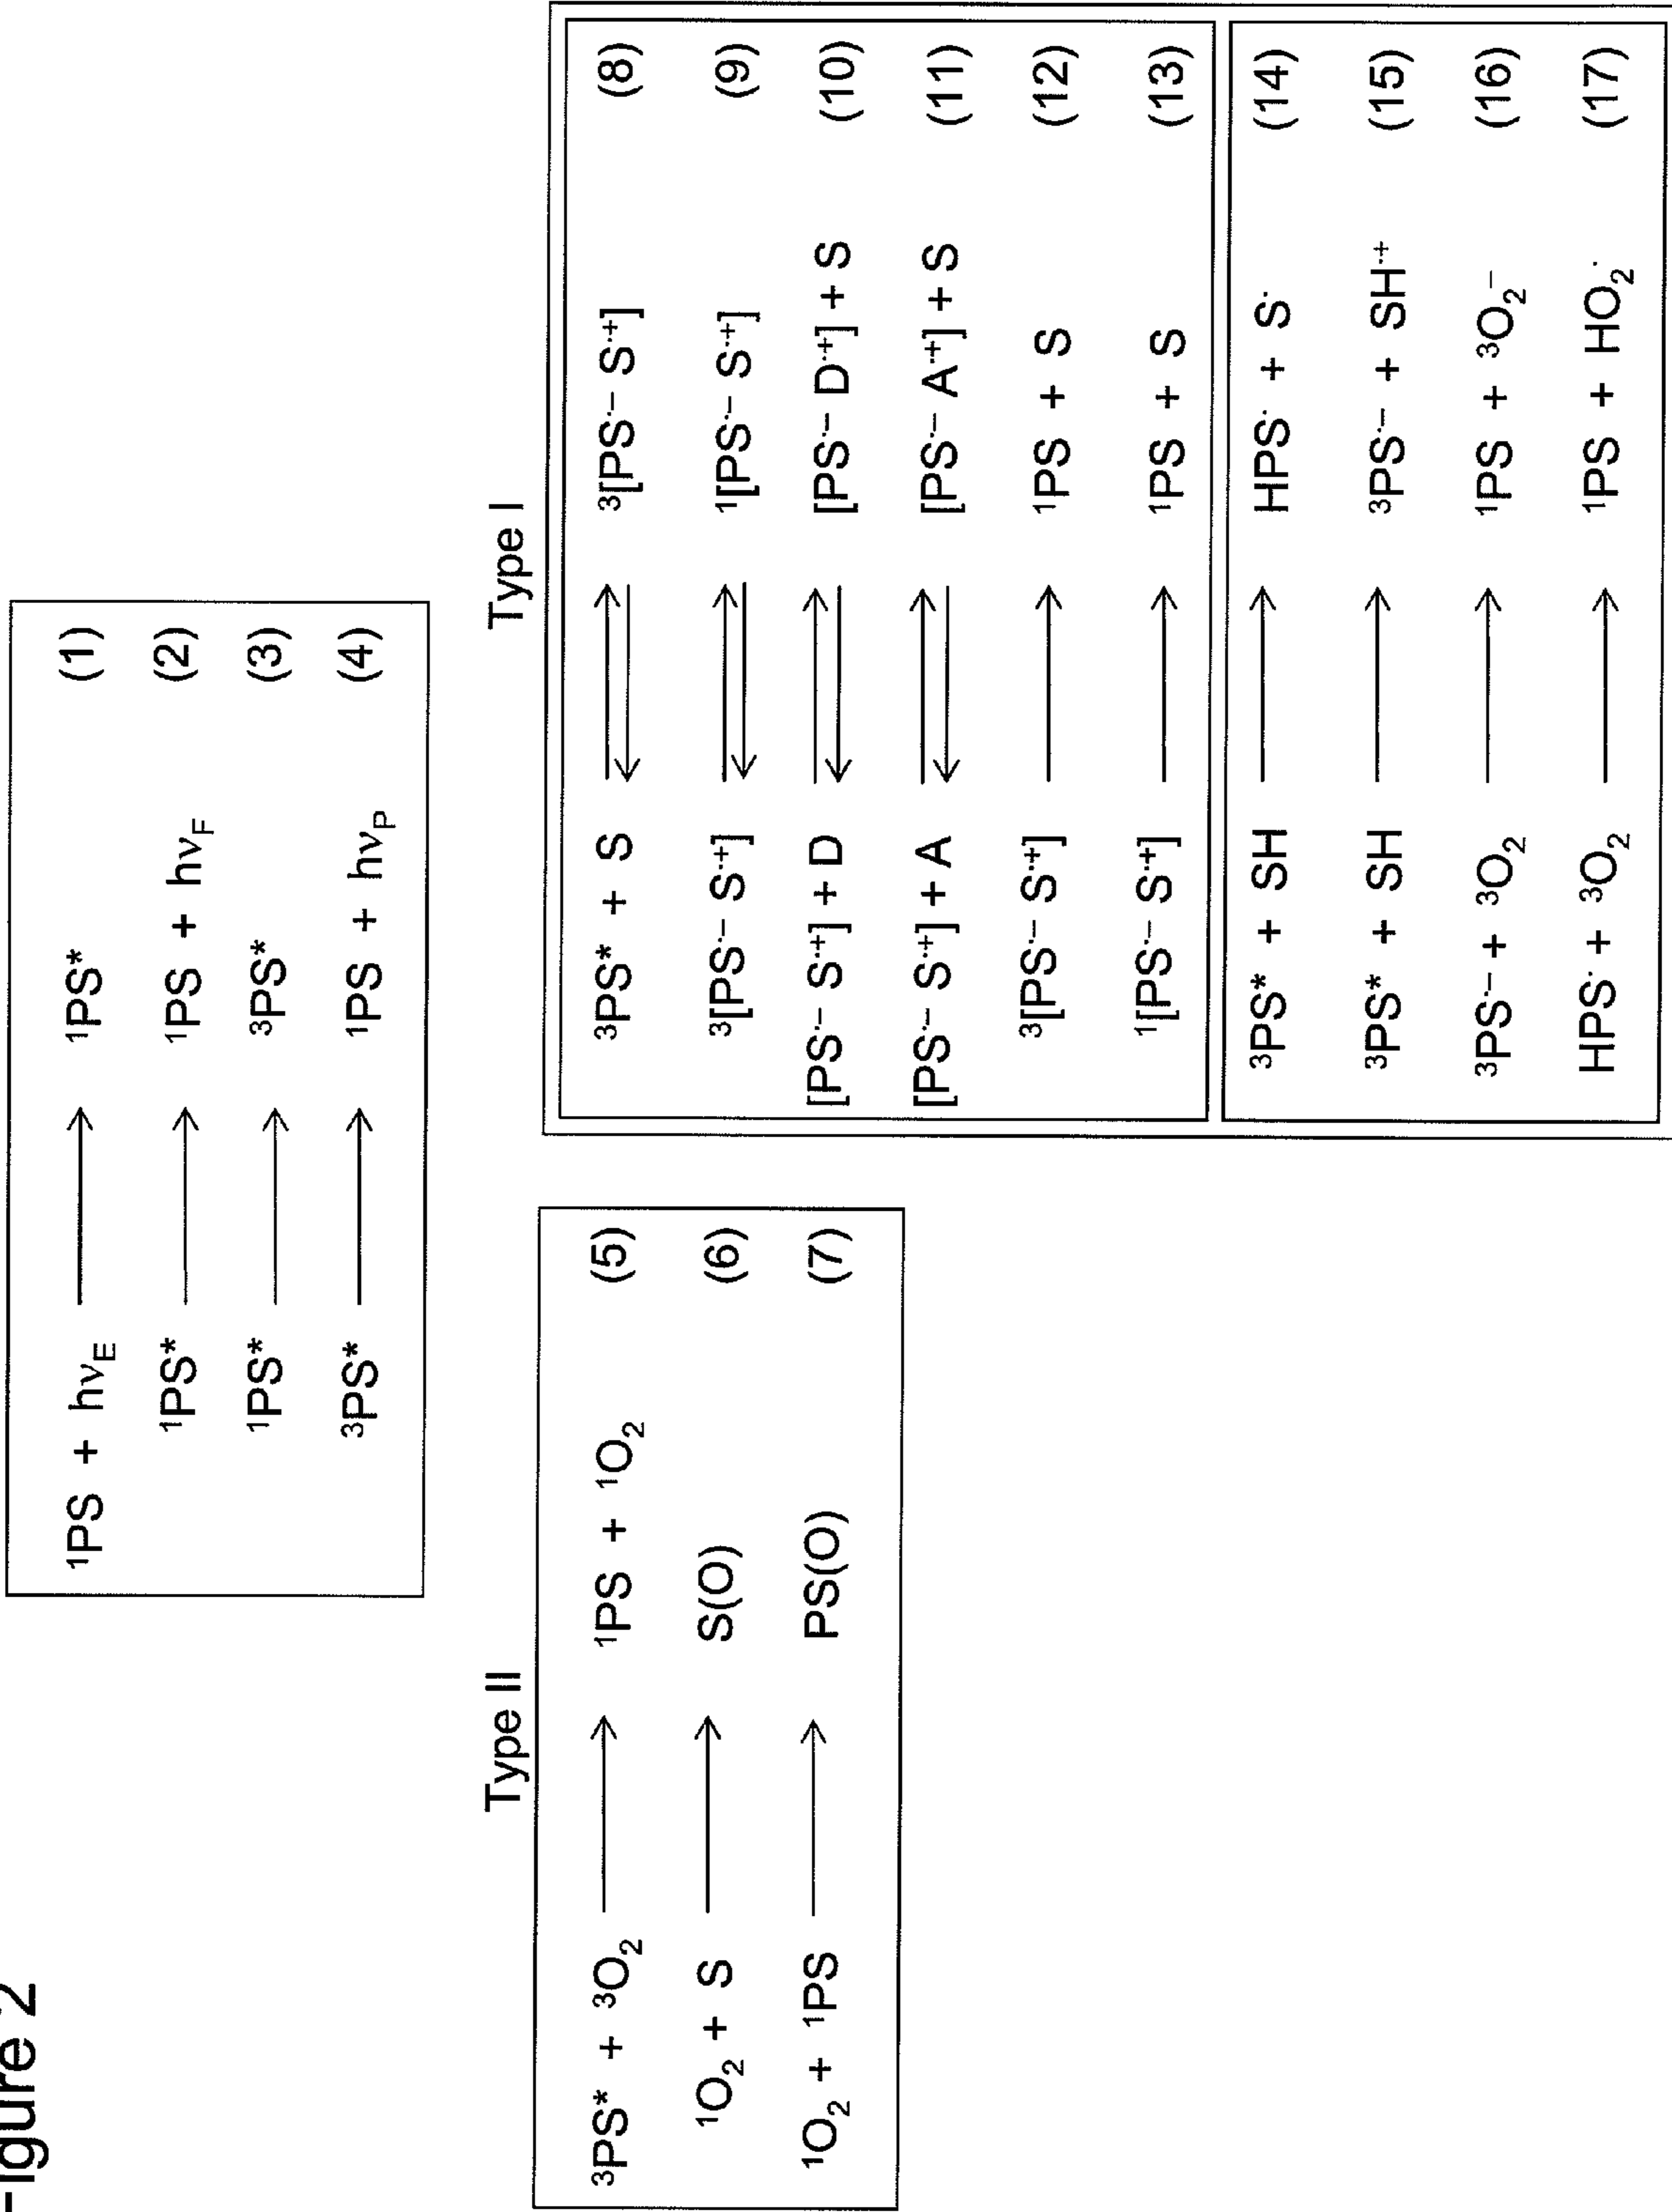 Figure 2
¹PS + hν_E ⟶ ¹PS* (1)
¹PS* ⟶ ¹PS + hν_F (2)
¹PS* ⟶ ³PS* (3)
³PS* ⟶ ¹PS + hν_P (4)
Type II
³PS* + ³O₂ ⟶ ¹PS + ¹O₂ (5)
¹O₂ + S ⟶ S(O) (6)
¹O₂ + ¹PS ⟶ PS(O) (7)
Type I
³PS* + S ⇄ ³[PS·⁻ S·⁺] (8)
³[PS·⁻ S·⁺] ⇄ ¹[PS·⁻ S·⁺] (9)
[PS·⁻ S·⁺] + D ⇄ [PS·⁻ D·⁺] + S (10)
[PS·⁻ S·⁺] + A ⇄ [PS·⁻ A·⁺] + S (11)
³[PS·⁻ S·⁺] ⟶ ¹PS + S (12)
¹[PS·⁻ S·⁺] ⟶ ¹PS + S (13)
³PS* + SH ⟶ HPS· + S· (14)
³PS* + SH ⟶ ³PS·⁻ + SH·⁺ (15)
³PS·⁻ + ³O₂ ⟶ ¹PS + ³O₂⁻ (16)
HPS· + ³O₂ ⟶ ¹PS + HO₂· (17)